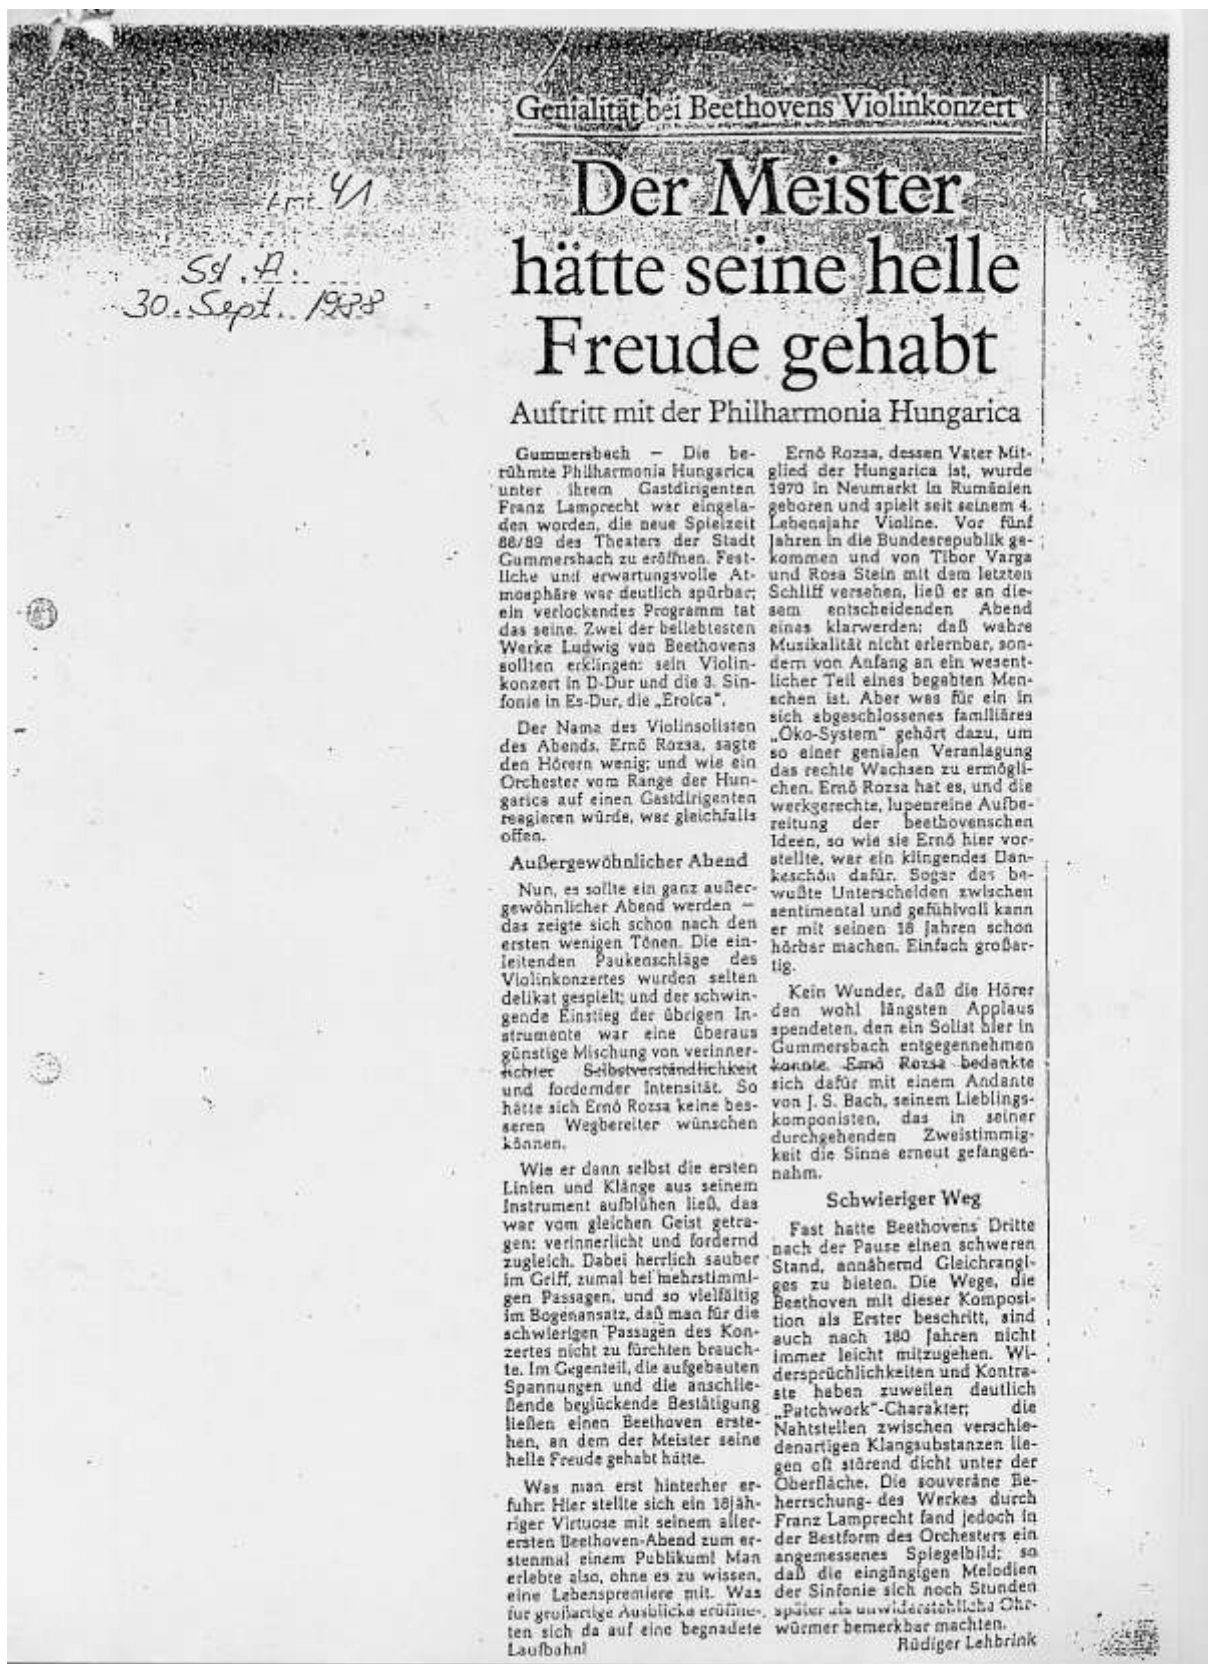 Genialität bei Beethovens Violinkonzert
Der Meister
hätte seine helle
Freude gehabt
Auftritt mit der Philharmonia Hungarica
41
St. A.
30. Sept. 1988
Gummersbach — Die be-
rühmte Philharmonia Hungarica
unter ihrem Gastdirigenten
Franz Lamprecht war eingela-
den worden, die neue Spielzeit
88/89 des Theaters der Stadt
Gummersbach zu eröffnen. Fest-
liche und erwartungsvolle At-
mosphäre war deutlich spürbar;
ein verlockendes Programm tat
das seine. Zwei der beliebtesten
Werke Ludwig van Beethovens
sollten erklingen: sein Violin-
konzert in D-Dur und die 3. Sin-
fonie in Es-Dur, die „Eroica“.
Der Name des Violinsolisten
des Abends, Ernő Rozsa, sagte
den Hörern wenig; und wie ein
Orchester vom Range der Hun-
garica auf einen Gastdirigenten
reagieren würde, war gleichfalls
offen.
Außergewöhnlicher Abend
Nun, es sollte ein ganz außer-
gewöhnlicher Abend werden —
das zeigte sich schon nach den
ersten wenigen Tönen. Die ein-
leitenden Paukenschläge des
Violinkonzertes wurden selten
delikat gespielt; und der schwin-
gende Einstieg der übrigen In-
strumente war eine überaus
günstige Mischung von verinner-
lichter Selbstverständlichkeit
und fordernder Intensität. So
hätte sich Ernő Rozsa keine bes-
seren Wegbereiter wünschen
können.
Wie er dann selbst die ersten
Linien und Klänge aus seinem
Instrument aufblühen ließ, das
war vom gleichen Geist getra-
gen: verinnerlicht und fordernd
zugleich. Dabei herrlich sauber
im Griff, zumal bei mehrstimmi-
gen Passagen, und so vielfältig
im Bogenansatz, daß man für die
schwierigen Passagen des Kon-
zertes nicht zu fürchten brauch-
te. Im Gegenteil, die aufgebauten
Spannungen und die anschlie-
ßende beglückende Bestätigung
ließen einen Beethoven erste-
hen, an dem der Meister seine
helle Freude gehabt hätte.
Was man erst hinterher er-
fuhr: Hier stellte sich ein 18jäh-
riger Virtuose mit seinem aller-
ersten Beethoven-Abend zum er-
stenmal einem Publikum! Man
erlebte also, ohne es zu wissen,
eine Lebenspremiere mit. Was
für großartige Ausblicke eröffne-
ten sich da auf eine begnadete
Laufbahn!
Ernő Rozsa, dessen Vater Mit-
glied der Hungarica ist, wurde
1970 in Neumarkt in Rumänien
geboren und spielt seit seinem 4.
Lebensjahr Violine. Vor fünf
Jahren in die Bundesrepublik ge-
kommen und von Tibor Varga
und Rosa Stein mit dem letzten
Schliff versehen, ließ er an die-
sem entscheidenden Abend
eines klarwerden: daß wahre
Musikalität nicht erlernbar, son-
dern von Anfang an ein wesent-
licher Teil eines begabten Men-
schen ist. Aber was für ein in
sich abgeschlossenes familiäres
„Öko-System“ gehört dazu, um
so einer genialen Veranlagung
das rechte Wachsen zu ermögli-
chen. Ernő Rozsa hat es, und die
werkgerechte, lupenreine Aufbe-
reitung der beethovenschen
Ideen, so wie sie Ernő hier vor-
stellte, war ein klingendes Dan-
keschön dafür. Sogar das be-
wußte Unterscheiden zwischen
sentimental und gefühlvoll kann
er mit seinen 18 Jahren schon
hörbar machen. Einfach großar-
tig.
Kein Wunder, daß die Hörer
den wohl längsten Applaus
spendeten, den ein Solist hier in
Gummersbach entgegennehmen
konnte. Ernő Rozsa bedankte
sich dafür mit einem Andante
von J. S. Bach, seinem Lieblings-
komponisten, das in seiner
durchgehenden Zweistimmig-
keit die Sinne erneut gefangen-
nahm.
Schwieriger Weg
Fast hatte Beethovens Dritte
nach der Pause einen schweren
Stand, annähernd Gleichrangi-
ges zu bieten. Die Wege, die
Beethoven mit dieser Komposi-
tion als Erster beschritt, sind
auch nach 180 Jahren nicht
immer leicht mitzugehen. Wi-
dersprüchlichkeiten und Kontra-
ste haben zuweilen deutlich
„Patchwork“-Charakter; die
Nahtstellen zwischen verschie-
denartigen Klangsubstanzen lie-
gen oft störend dicht unter der
Oberfläche. Die souveräne Be-
herrschung des Werkes durch
Franz Lamprecht fand jedoch in
der Bestform des Orchesters ein
angemessenes Spiegelbild; so
daß die eingängigen Melodien
der Sinfonie sich noch Stunden
später als unwiderstehliche Ohr-
würmer bemerkbar machten.
Rüdiger Lehbrink